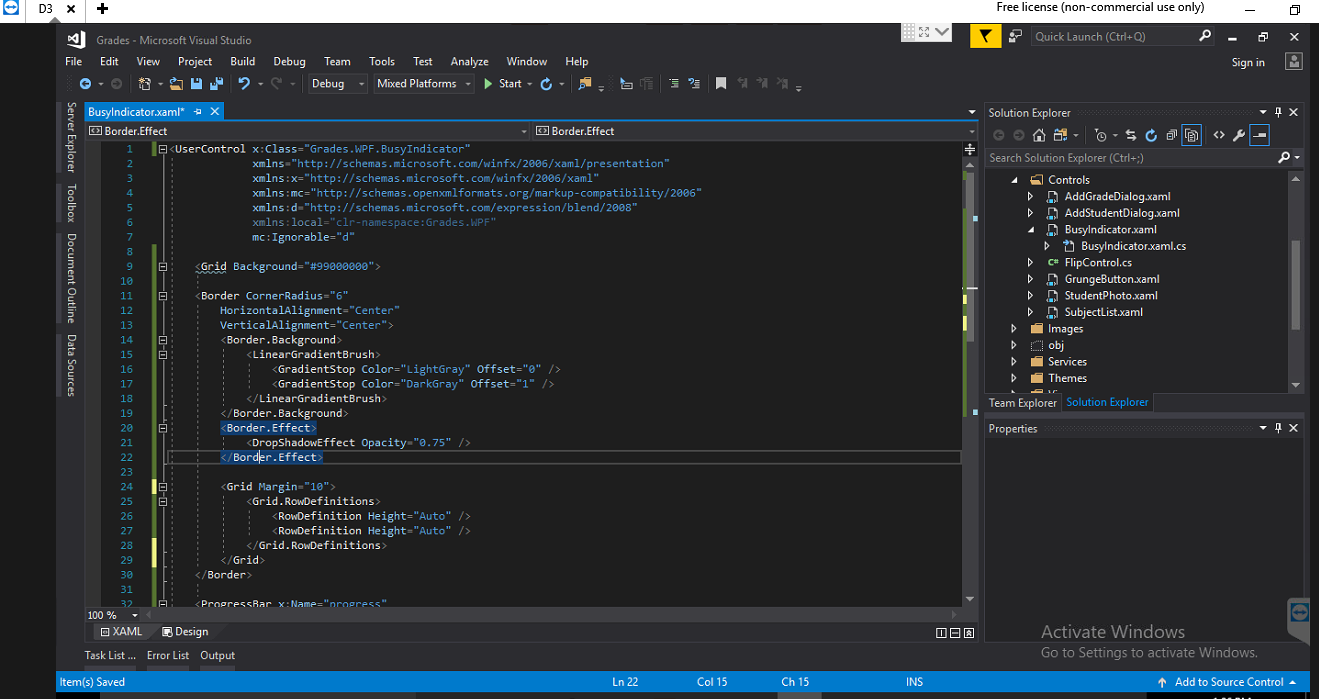 D3
Free license (non-commercial use only)
Grades - Microsoft Visual Studio
Quick Launch (Ctrl+Q)
File Edit View Project Build Debug Team Tools Test Analyze Window Help
Sign in
Debug Mixed Platforms Start
Server Explorer
Toolbox
Document Outline
Data Sources
BusyIndicator.xaml*
Border.Effect Border.Effect
1 <UserControl x:Class="Grades.WPF.BusyIndicator"
2 xmlns="http://schemas.microsoft.com/winfx/2006/xaml/presentation"
3 xmlns:x="http://schemas.microsoft.com/winfx/2006/xaml"
4 xmlns:mc="http://schemas.openxmlformats.org/markup-compatibility/2006"
5 xmlns:d="http://schemas.microsoft.com/expression/blend/2008"
6 xmlns:local="clr-namespace:Grades.WPF"
7 mc:Ignorable="d"
8
9 <Grid Background="#99000000">
10
11 <Border CornerRadius="6"
12 HorizontalAlignment="Center"
13 VerticalAlignment="Center">
14 <Border.Background>
15 <LinearGradientBrush>
16 <GradientStop Color="LightGray" Offset="0" />
17 <GradientStop Color="DarkGray" Offset="1" />
18 </LinearGradientBrush>
19 </Border.Background>
20 <Border.Effect>
21 <DropShadowEffect Opacity="0.75" />
22 </Border.Effect>
23
24 <Grid Margin="10">
25 <Grid.RowDefinitions>
26 <RowDefinition Height="Auto" />
27 <RowDefinition Height="Auto" />
28 </Grid.RowDefinitions>
29 </Grid>
30 </Border>
31
32 <ProgressBar x:Name="progress"
100 %
XAML Design
Task List ... Error List Output
Solution Explorer
Search Solution Explorer (Ctrl+;)
Controls
AddGradeDialog.xaml
AddStudentDialog.xaml
BusyIndicator.xaml
BusyIndicator.xaml.cs
C# FlipControl.cs
GrungeButton.xaml
StudentPhoto.xaml
SubjectList.xaml
Images
obj
Services
Themes
Team Explorer Solution Explorer
Properties
Activate Windows
Go to Settings to activate Windows.
Item(s) Saved Ln 22 Col 15 Ch 15 INS Add to Source Control